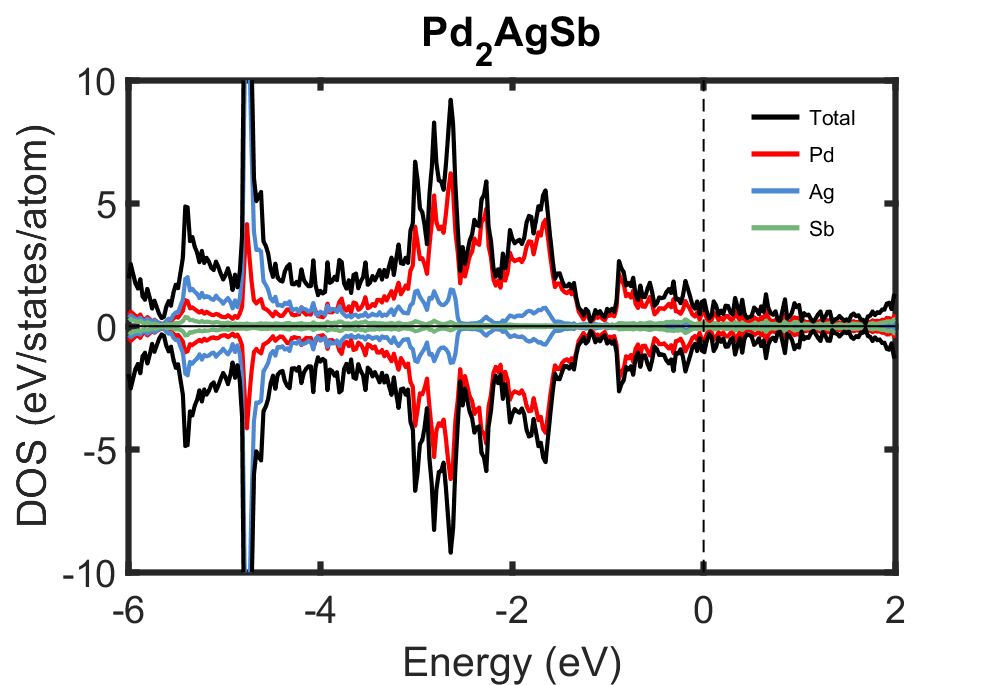 Pd₂AgSb
10
5
0
-5
-10
DOS (eV/states/atom)
Total
Pd
Ag
Sb
-6 -4 -2 0 2
Energy (eV)